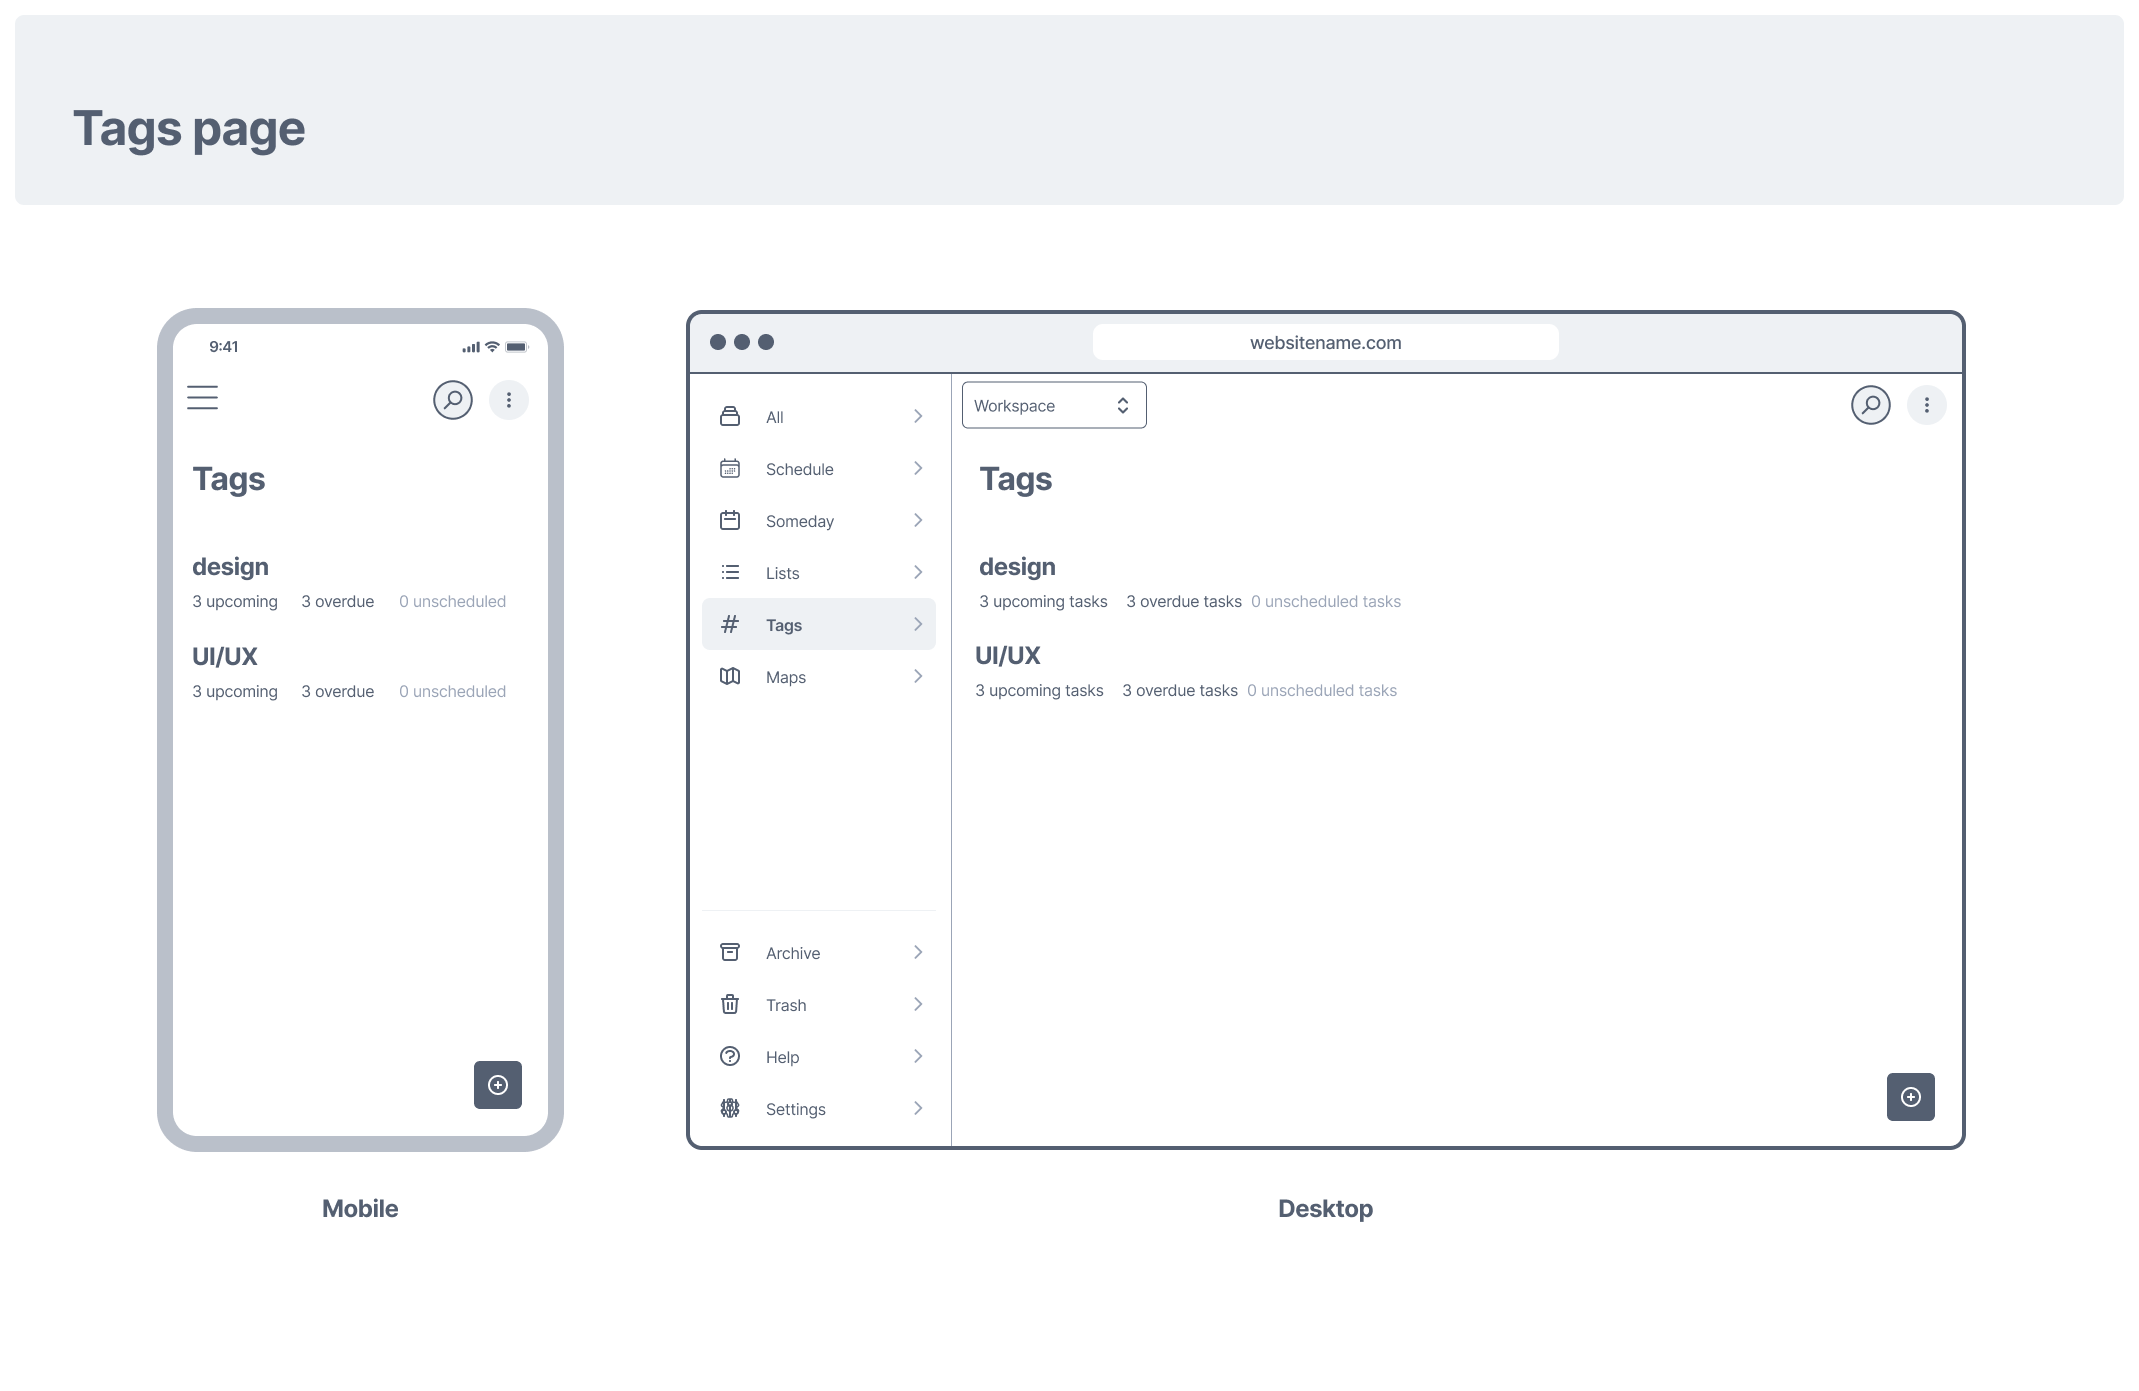 Tags page
9:41
Tags
design
3 upcoming 3 overdue 0 unscheduled
UI/UX
3 upcoming 3 overdue 0 unscheduled
Mobile
websitename.com
All
Schedule
Someday
Lists
Tags
Maps
Archive
Trash
Help
Settings
Workspace
Tags
design
3 upcoming tasks 3 overdue tasks 0 unscheduled tasks
UI/UX
3 upcoming tasks 3 overdue tasks 0 unscheduled tasks
Desktop